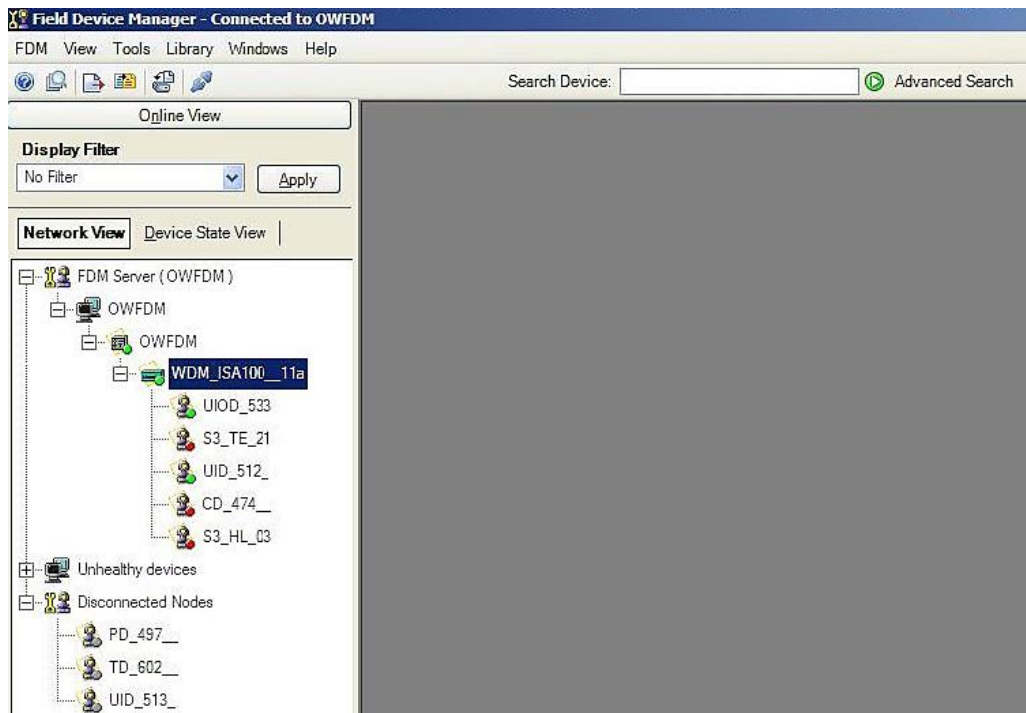 Field Device Manager - Connected to OWFDM
FDM View Tools Library Windows Help
Search Device: Advanced Search
Online View
Display Filter
No Filter Apply
Network View Device State View
FDM Server ( OWFDM )
OWFDM
OWFDM
WDM_ISA100__11a
UIOD_533
S3_TE_21
UID_512_
CD_474__
S3_HL_03
Unhealthy devices
Disconnected Nodes
PD_497__
TD_602__
UID_513_